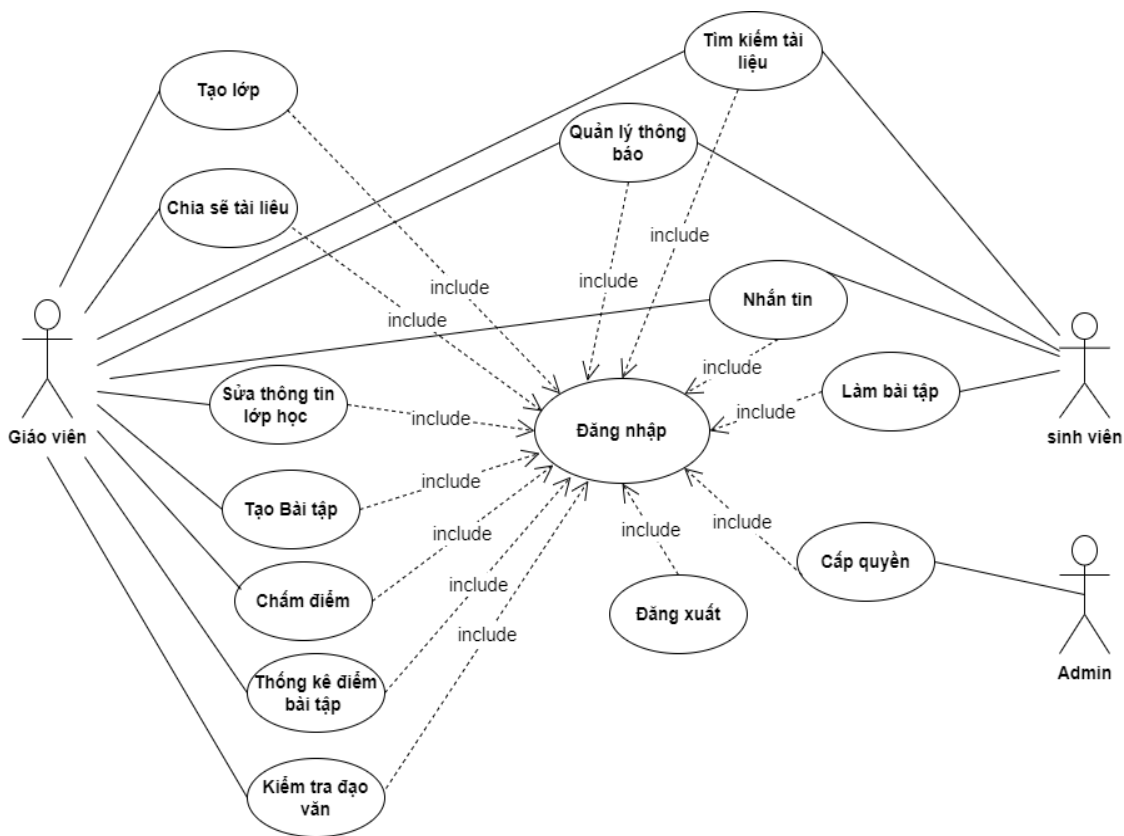 Tìm kiếm tài
liệu
Tạo lớp
Quản lý thông
báo
Chia sẽ tài liêu
include
include
Nhắn tin
include
include
include
Sửa thông tin
lớp học
Làm bài tập
include
include
Đăng nhập
Giáo viên
sinh viên
include
Tạo Bài tập
include
include
include
Cấp quyền
include
Chấm điểm
Đăng xuất
include
Thống kê điểm
bài tập
Admin
Kiểm tra đạo
văn